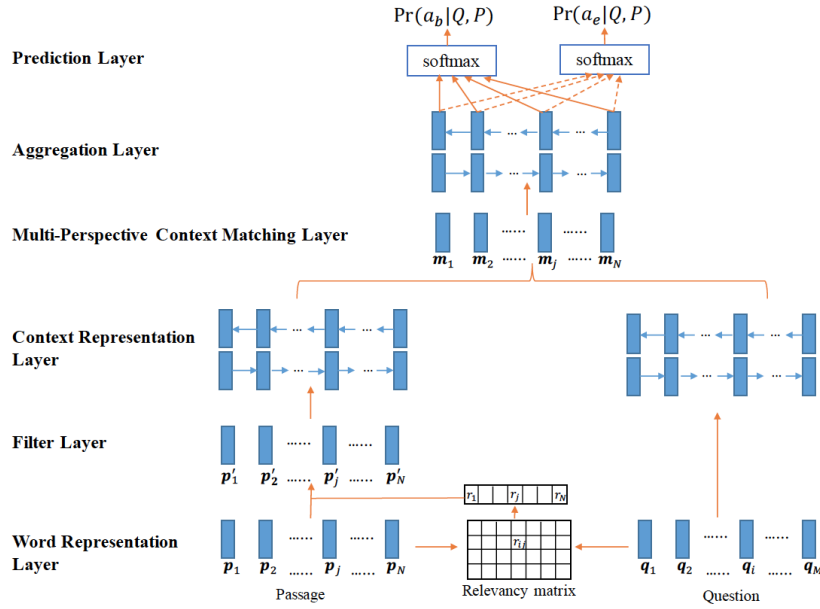 Pr(a_b|Q, P) Pr(a_e|Q, P)
Prediction Layer softmax softmax
Aggregation Layer ... ...
... ...
Multi-Perspective Context Matching Layer ...... ......
m_1 m_2 ...... m_j ...... m_N
Context Representation
Layer
... ... ... ...
... ... ... ...
Filter Layer ...... ......
p'_1 p'_2 ...... p'_j ...... p'_N
r_1 r_j r_N
Word Representation
Layer
...... ...... r_ij ...... ......
p_1 p_2 ...... p_j ...... p_N q_1 q_2 ...... q_i ...... q_M
Passage Relevancy matrix Question